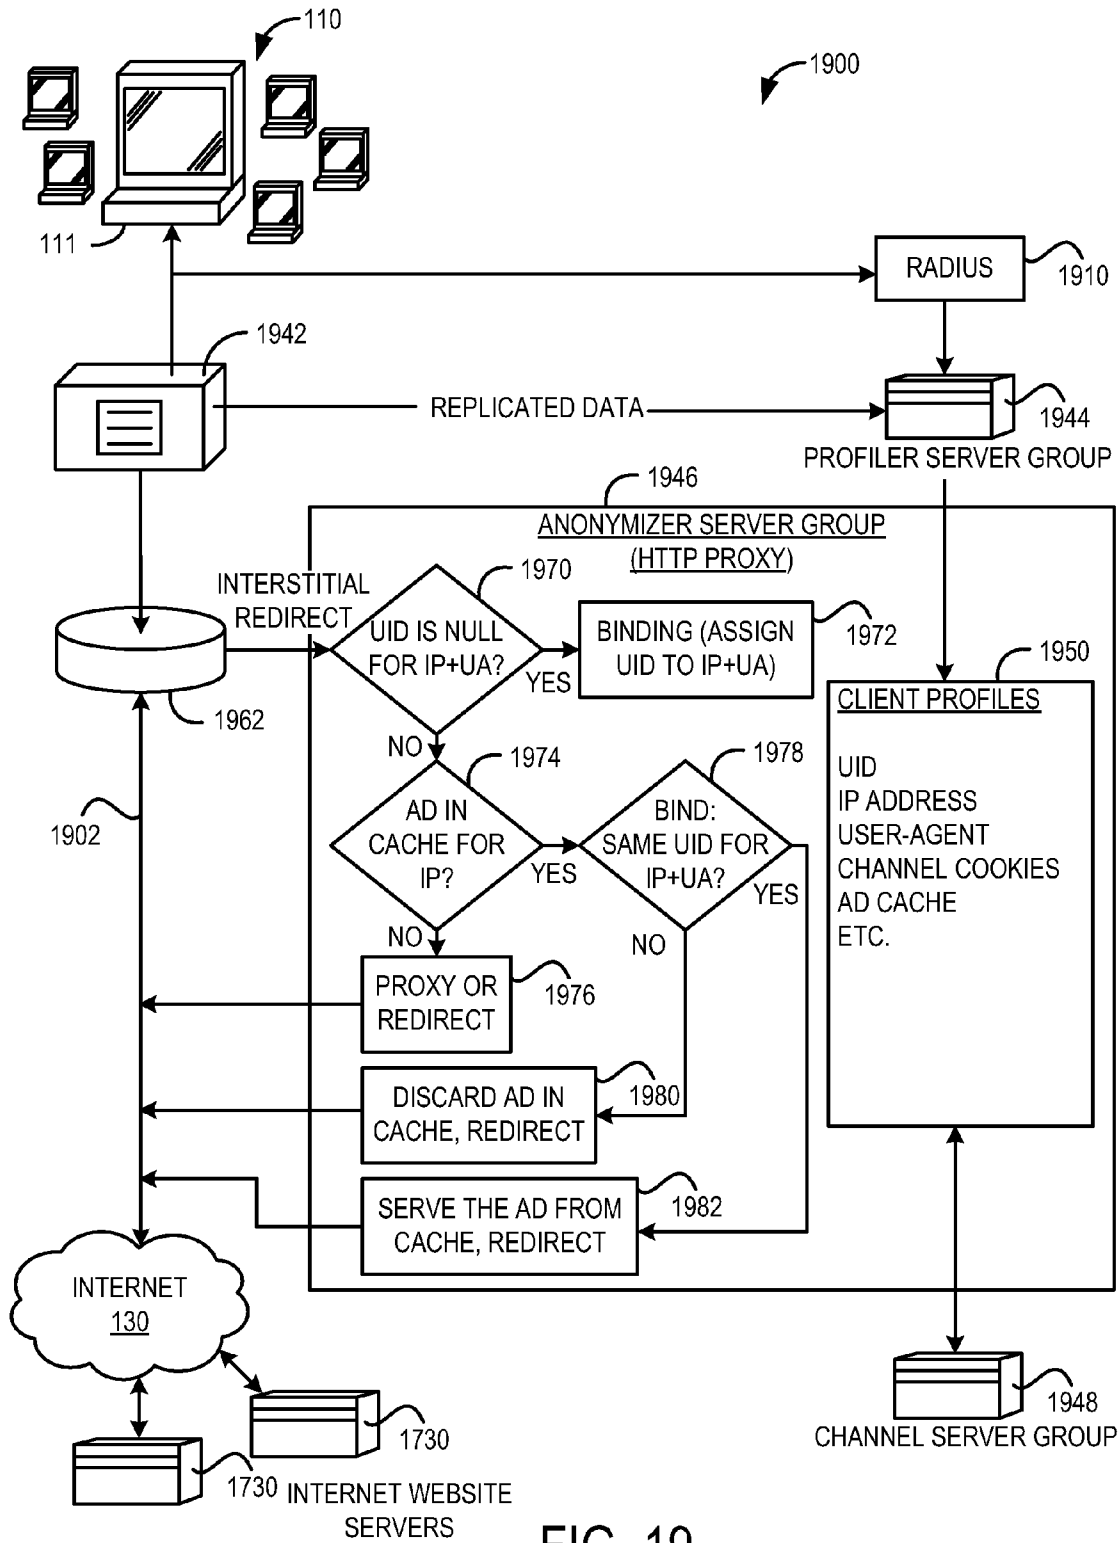 110
1900
111
RADIUS
1910
1942
REPLICATED DATA
1944
PROFILER SERVER GROUP
1946
ANONYMIZER SERVER GROUP
(HTTP PROXY)
INTERSTITIAL
REDIRECT
1970
UID IS NULL
FOR IP+UA?
YES
BINDING (ASSIGN
UID TO IP+UA)
1972
1962
NO
1950
CLIENT PROFILES
UID
IP ADDRESS
USER-AGENT
CHANNEL COOKIES
AD CACHE
ETC.
1974
AD IN
CACHE FOR
IP?
YES
1978
BIND:
SAME UID FOR
IP+UA?
YES
NO
NO
1902
PROXY OR
REDIRECT
1976
DISCARD AD IN
CACHE, REDIRECT
1980
SERVE THE AD FROM
CACHE, REDIRECT
1982
INTERNET
130
1730
1730
INTERNET WEBSITE
SERVERS
1948
CHANNEL SERVER GROUP
FIG. 19